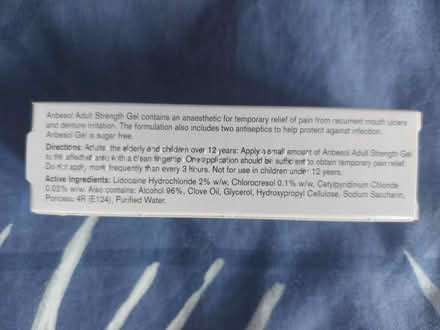 Anbesol Adult Strength Gel contains an anaesthetic for temporary relief of pain from recurrent mouth ulcers
and denture irritation. The formulation also includes two antiseptics to help protect against infection.
Anbesol Gel is sugar free.
Directions: Adults, the elderly and children over 12 years: Apply a small amount of Anbesol Adult Strength Gel
to the affected area with a clean fingertip. One application should be sufficient to obtain temporary pain relief.
Do not apply more frequently than every 3 hours. Not for use in children under 12 years.
Active Ingredients: Lidocaine Hydrochloride 2% w/w, Chlorocresol 0.1% w/w, Cetylpyridinium Chloride
0.02% w/w. Also contains: Alcohol 96%, Clove Oil, Glycerol, Hydroxypropyl Cellulose, Sodium Saccharin,
Ponceau 4R (E124), Purified Water.